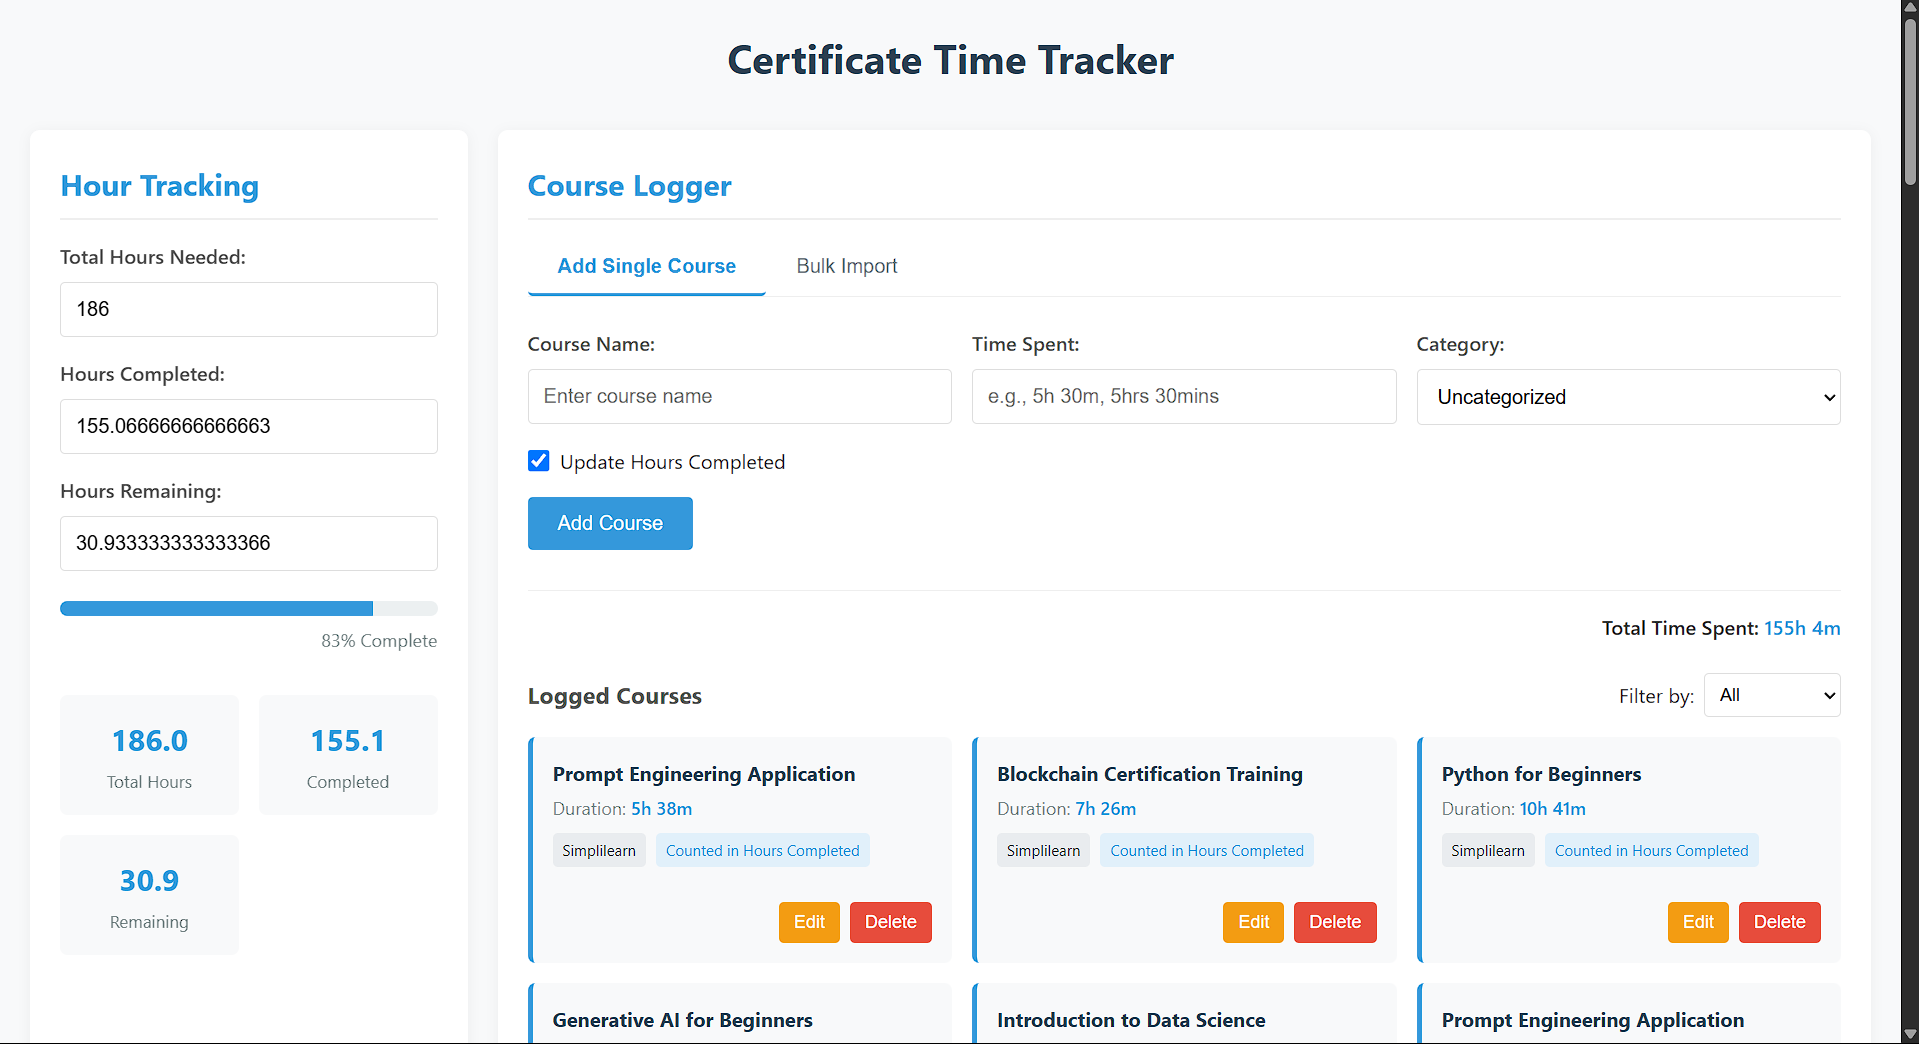 Certificate Time Tracker
Hour Tracking
Total Hours Needed:
186
Hours Completed:
155.06666666666663
Hours Remaining:
30.933333333333366
83% Complete
186.0
Total Hours
155.1
Completed
30.9
Remaining
Course Logger
Add Single Course
Bulk Import
Course Name:
Enter course name
Time Spent:
e.g., 5h 30m, 5hrs 30mins
Category:
Uncategorized
Update Hours Completed
Add Course
Total Time Spent: 155h 4m
Logged Courses
Filter by: All
Prompt Engineering Application
Duration: 5h 38m
Simplilearn Counted in Hours Completed
Edit Delete
Blockchain Certification Training
Duration: 7h 26m
Simplilearn Counted in Hours Completed
Edit Delete
Python for Beginners
Duration: 10h 41m
Simplilearn Counted in Hours Completed
Edit Delete
Generative AI for Beginners
Introduction to Data Science
Prompt Engineering Application